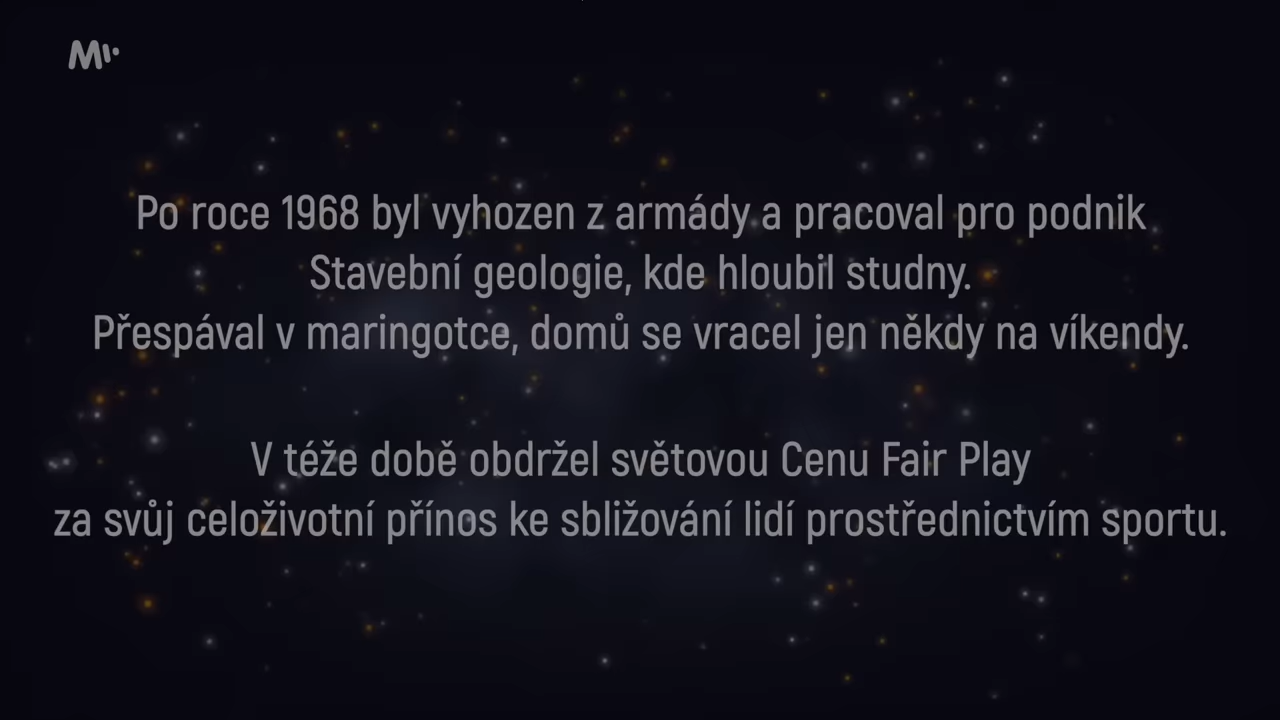 M
Po roce 1968 byl vyhozen z armády a pracoval pro podnik
Stavební geologie, kde hloubil studny.
Přespával v maringotce, domů se vracel jen někdy na víkendy.
V téže době obdržel světovou Cenu Fair Play
za svůj celoživotní přínos ke sbližování lidí prostřednictvím sportu.